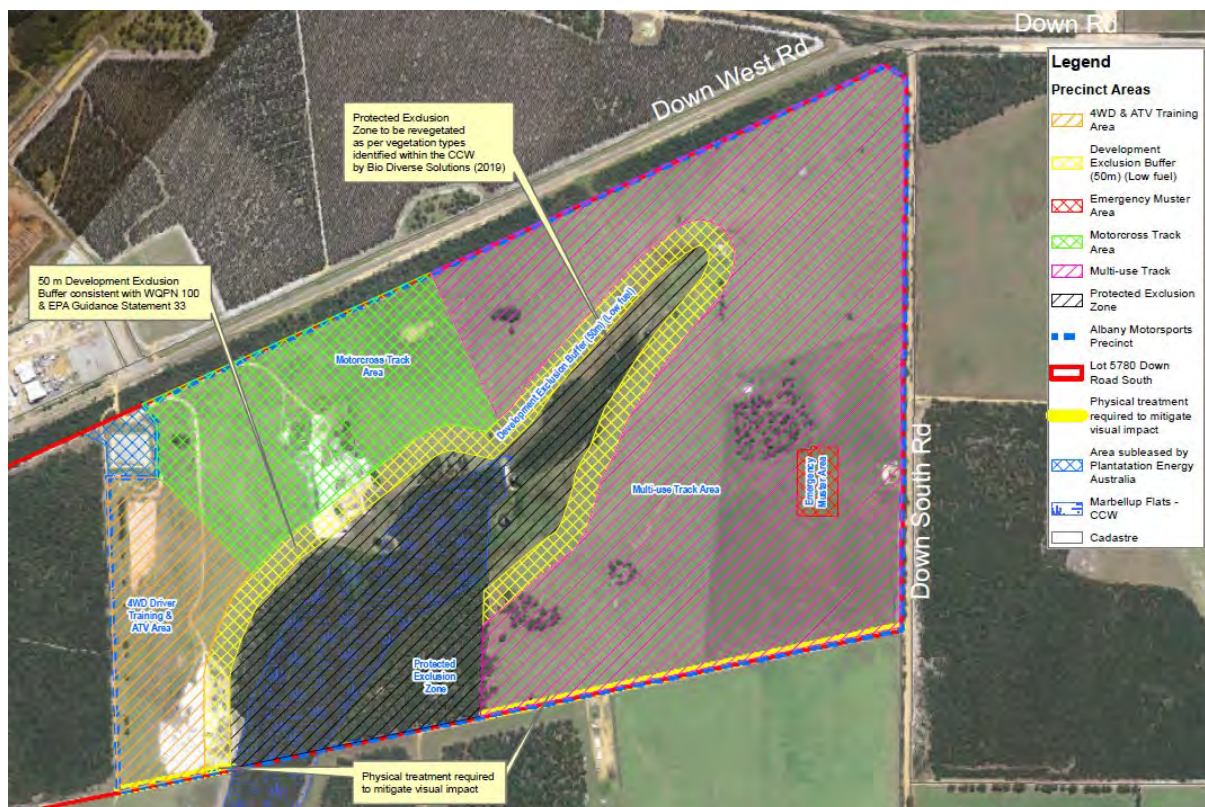 Down Rd
Down West Rd
Legend
Precinct Areas
4WD & ATV Training
Area
Development
Exclusion Buffer
(50m) (Low fuel)
Emergency Muster
Area
Motorcross Track
Area
Multi-use Track
Protected Exclusion
Zone
Albany Motorsports
Precinct
Lot 5780 Down
Road South
Physical treatment
required to mitigate
visual impact
Area subleased by
Plantatation Energy
Australia
Marbellup Flats -
CCW
Cadastre
Protected Exclusion
Zone to be revegetated
as per vegetation types
identified within the CCW
by Bio Diverse Solutions (2019)
50 m Development Exclusion
Buffer consistent with WQPN 100
& EPA Guidance Statement 33
Motorcross Track
Area
Development Exclusion Buffer (50m) (Low fuel)
Multi-use Track Area
Emergency
Muster Area
Down South Rd
4WD Driver
Training &
ATV Area
Protected
Exclusion
Zone
Physical treatment required
to mitigate visual impact